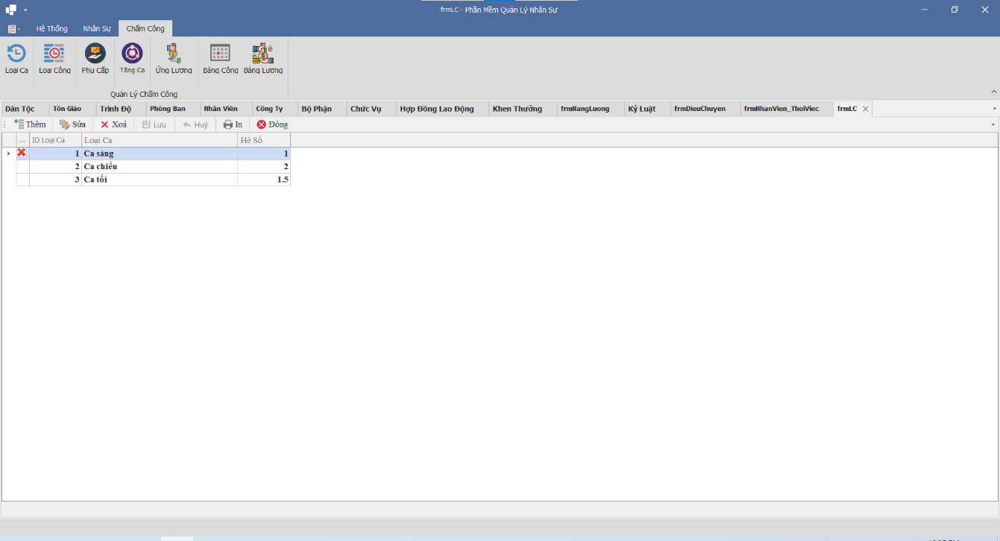 frmLC - Phần Mềm Quản Lý Nhân Sự
Hệ Thống Nhân Sự Chấm Công
Loại Ca Loại Công Phụ Cấp Tăng Ca Ứng Lương Bảng Công Bảng Lương
Quản Lý Chấm Công
Dân Tộc Tôn Giáo Trình Độ Phòng Ban Nhân Viên Công Ty Bộ Phận Chức Vụ Hợp Đồng Lao Động Khen Thưởng frmNangLuong Kỷ Luật frmDieuChuyen frmNhanVien_ThoiViec frmLC
Thêm Sửa Xoá Lưu Huỷ In Đóng
... ID Loại Ca Loại Ca Hệ Số
1 Ca sáng 1
2 Ca chiều 2
3 Ca tối 1.5